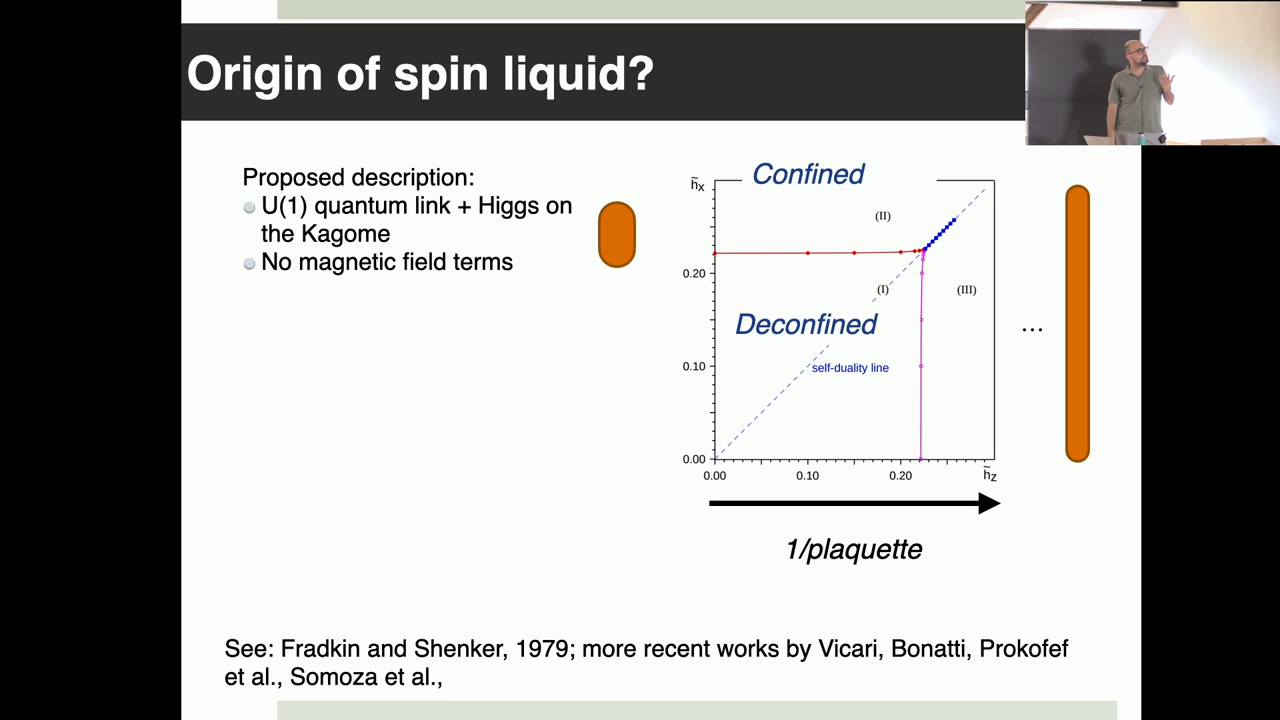 Origin of spin liquid?
Proposed description:
U(1) quantum link + Higgs on
the Kagome
No magnetic field terms
h̃x
Confined
(II)
0.20
(I)
(III)
Deconfined
...
0.10
self-duality line
0.00
0.00
0.10
0.20
h̃z
1/plaquette
See: Fradkin and Shenker, 1979; more recent works by Vicari, Bonatti, Prokofef
et al., Somoza et al.,